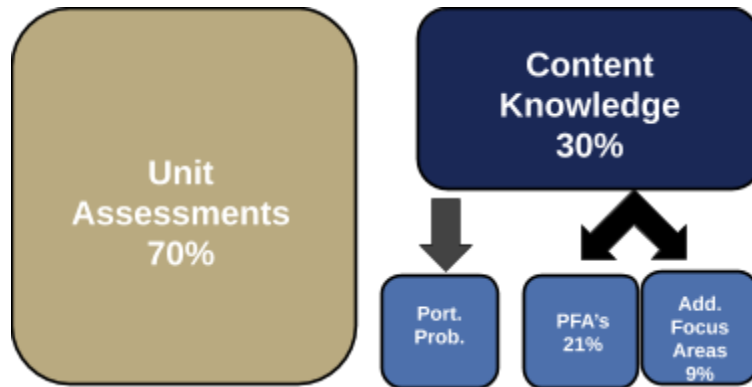 Unit
Assessments
70%
Content
Knowledge
30%
Port.
Prob.
PFA's
21%
Add.
Focus
Areas
9%